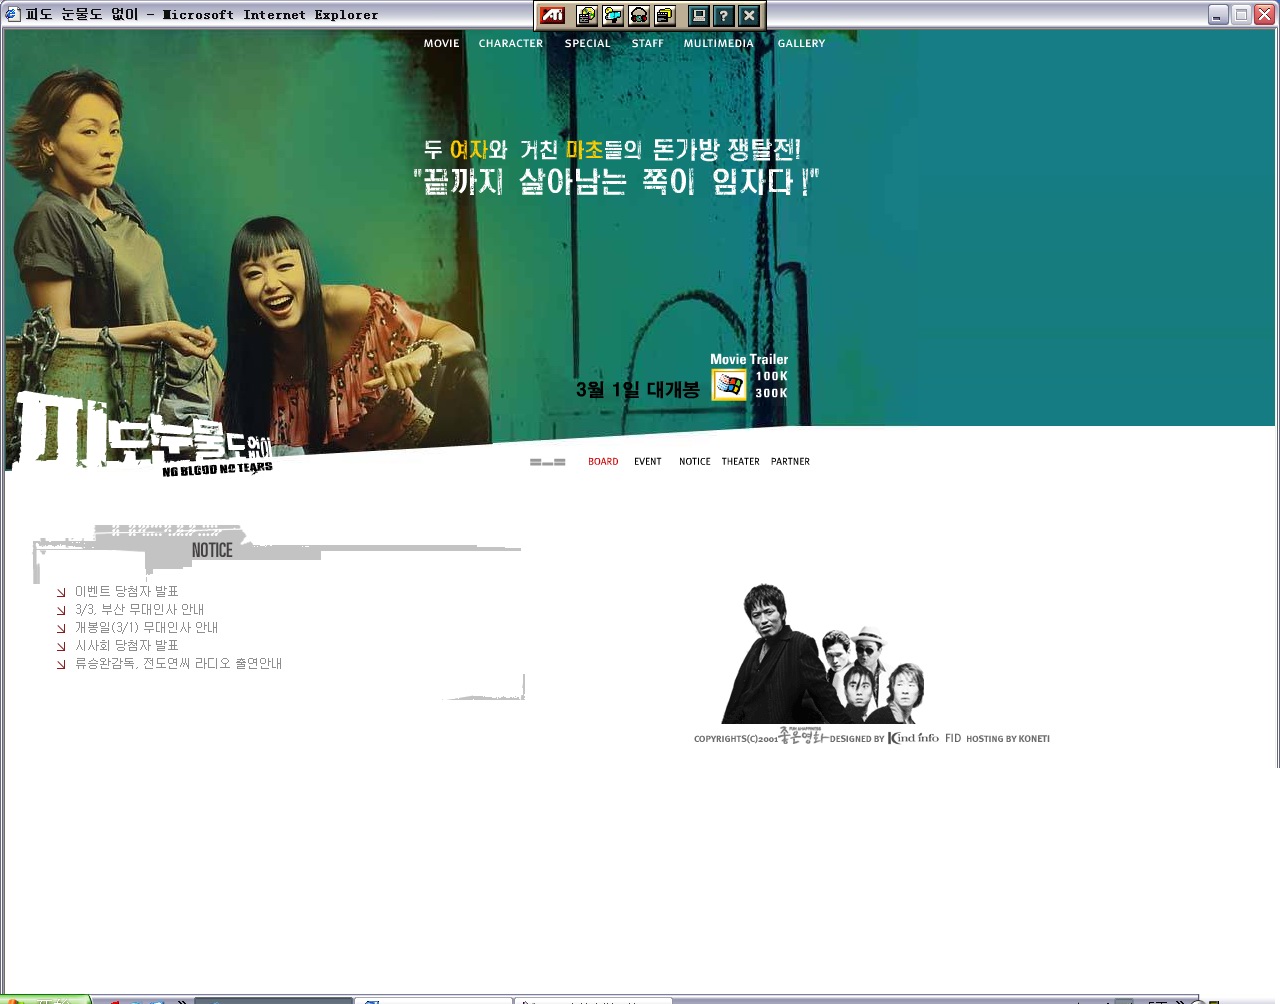 피도 눈물도 없이 - Microsoft Internet Explorer
ATI
MOVIE CHARACTER SPECIAL STAFF MULTIMEDIA GALLERY
두 여자와 거친 마초들의 돈가방 쟁탈전!
"끝까지 살아남는 쪽이 임자다!"
Movie Trailer
100K
300K
3월 1일 대개봉
피도 눈물도 없이
NO BLOOD NO TEARS
BOARD EVENT NOTICE THEATER PARTNER
NOTICE
이벤트 당첨자 발표
3/3, 부산 무대인사 안내
개봉일(3/1) 무대인사 안내
시사회 당첨자 발표
류승완감독, 전도연씨 라디오 출연안내
COPYRIGHTS(C)2001 좋은영화 DESIGNED BY Kind info FID HOSTING BY KONETI